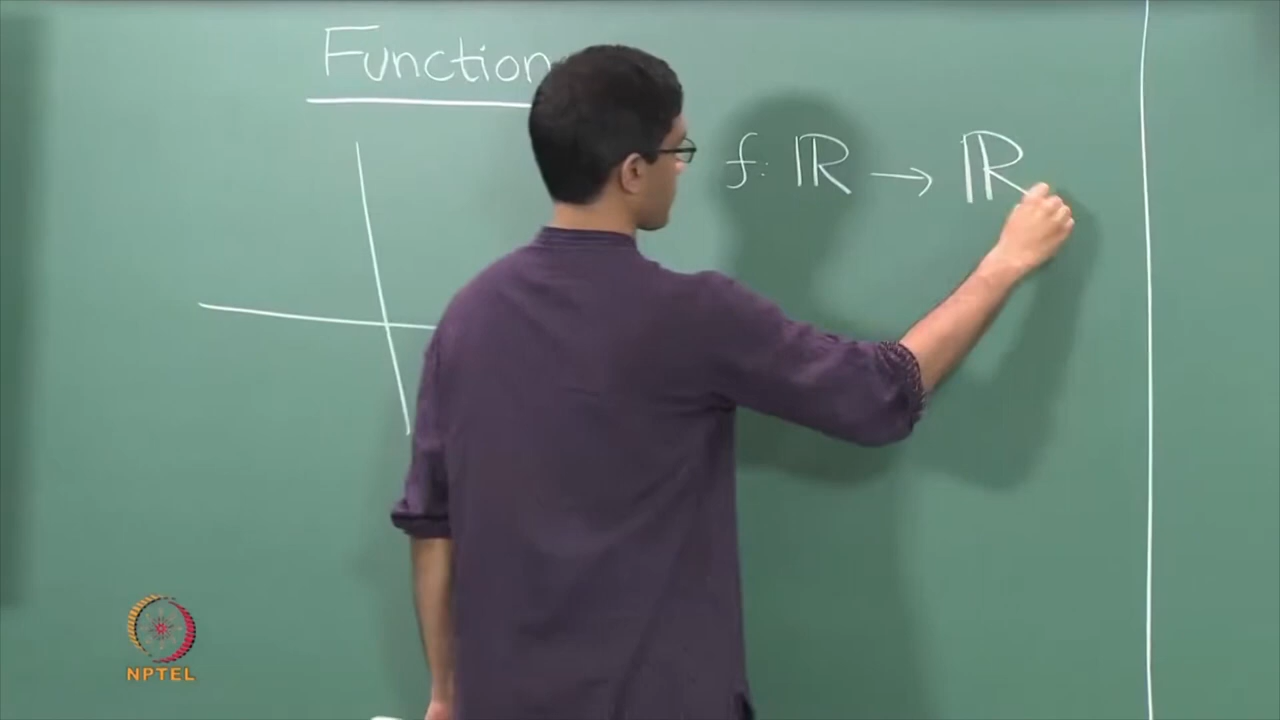 Function
f: ℝ → ℝ
NPTEL